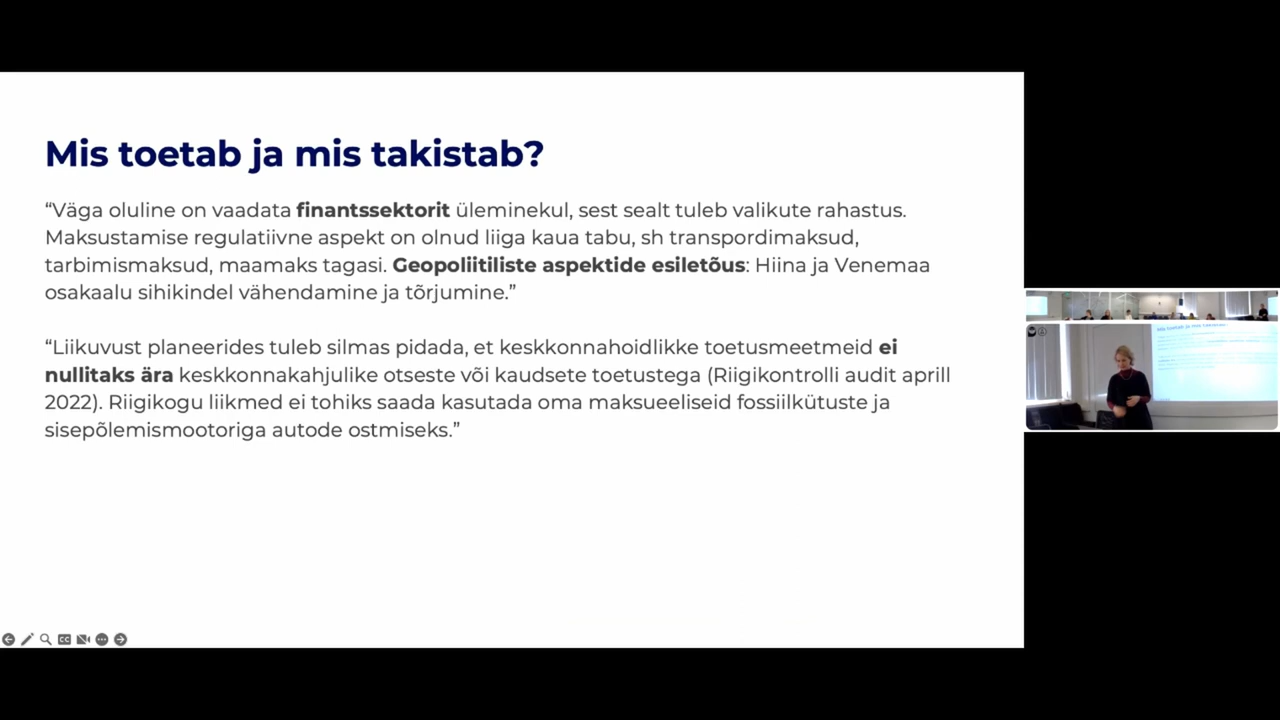 Mis toetab ja mis takistab?
“Väga oluline on vaadata finantssektorit üleminekul, sest sealt tuleb valikute rahastus.
Maksustamise regulatiivne aspekt on olnud liiga kaua tabu, sh transpordimaksud,
tarbimismaksud, maamaks tagasi. Geopoliitiliste aspektide esiletõus: Hiina ja Venemaa
osakaalu sihikindel vähendamine ja tõrjumine.”
“Liikuvust planeerides tuleb silmas pidada, et keskkonnahoidlikke toetusmeetmeid ei
nullitaks ära keskkonnakahjulike otseste või kaudsete toetustega (Riigikontrolli audit aprill
2022). Riigikogu liikmed ei tohiks saada kasutada oma maksueeliseid fossiilkütuste ja
sisepõlemismootoriga autode ostmiseks.”